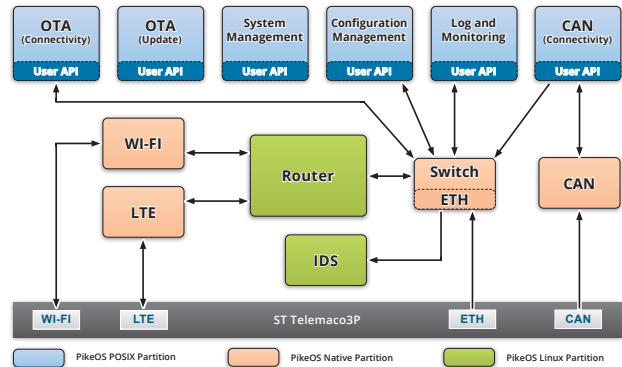 OTA
(Connectivity)
User API
OTA
(Update)
User API
System
Management
User API
Configuration
Management
User API
Log and
Monitoring
User API
CAN
(Connectivity)
User API
WI-FI
LTE
Router
IDS
Switch
ETH
CAN
WI-FI
LTE
ST Telemaco3P
ETH
CAN
PikeOS POSIX Partition
PikeOS Native Partition
PikeOS Linux Partition